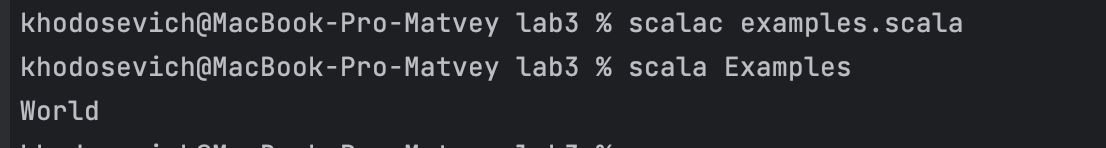 khodosevich@MacBook-Pro-Matvey lab3 % scalac examples.scala
khodosevich@MacBook-Pro-Matvey lab3 % scala Examples
World